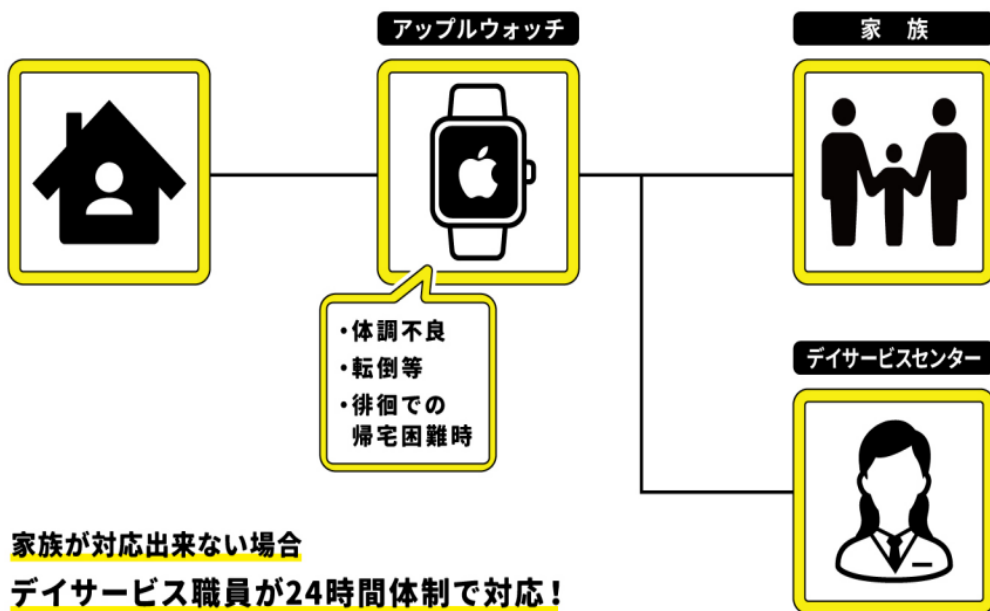 アップルウォッチ
家 族
・体調不良
・転倒等
・徘徊での
帰宅困難時
デイサービスセンター
家族が対応出来ない場合
デイサービス職員が24時間体制で対応！